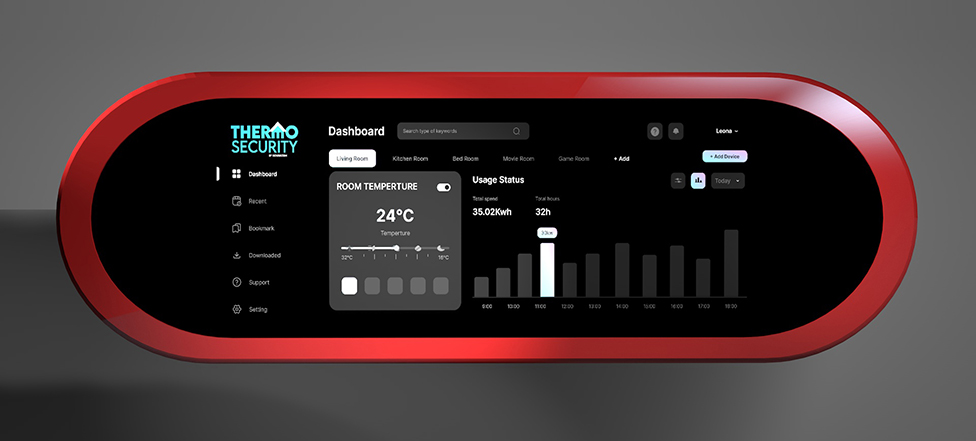 THERMO
SECURITY
Dashboard
Search type of keywords
Leona
Living Room
Kitchen Room
Bed Room
Movie Room
Game Room
+ Add
+ Add Device
Dashboard
Recent
Bookmark
Downloaded
Support
Setting
ROOM TEMPERTURE
24°C
Temperture
32°C
16°C
Usage Status
Today
Total spend
Total hours
35.02Kwh
32h
9:00
10:00
11:00
12:00
13:00
14:00
15:00
16:00
17:00
18:00